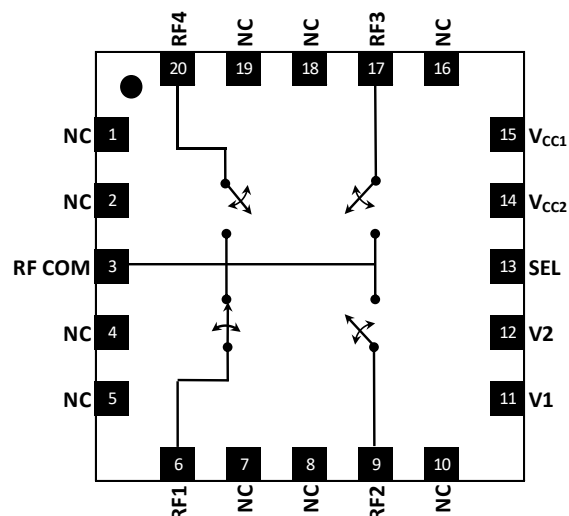 RF4 NC NC RF3 NC
20 19 18 17 16
NC 1
15 VCC1
NC 2
14 VCC2
RF COM 3
13 SEL
NC 4
12 V2
NC 5
11 V1
6 7 8 9 10
RF1 NC NC RF2 NC